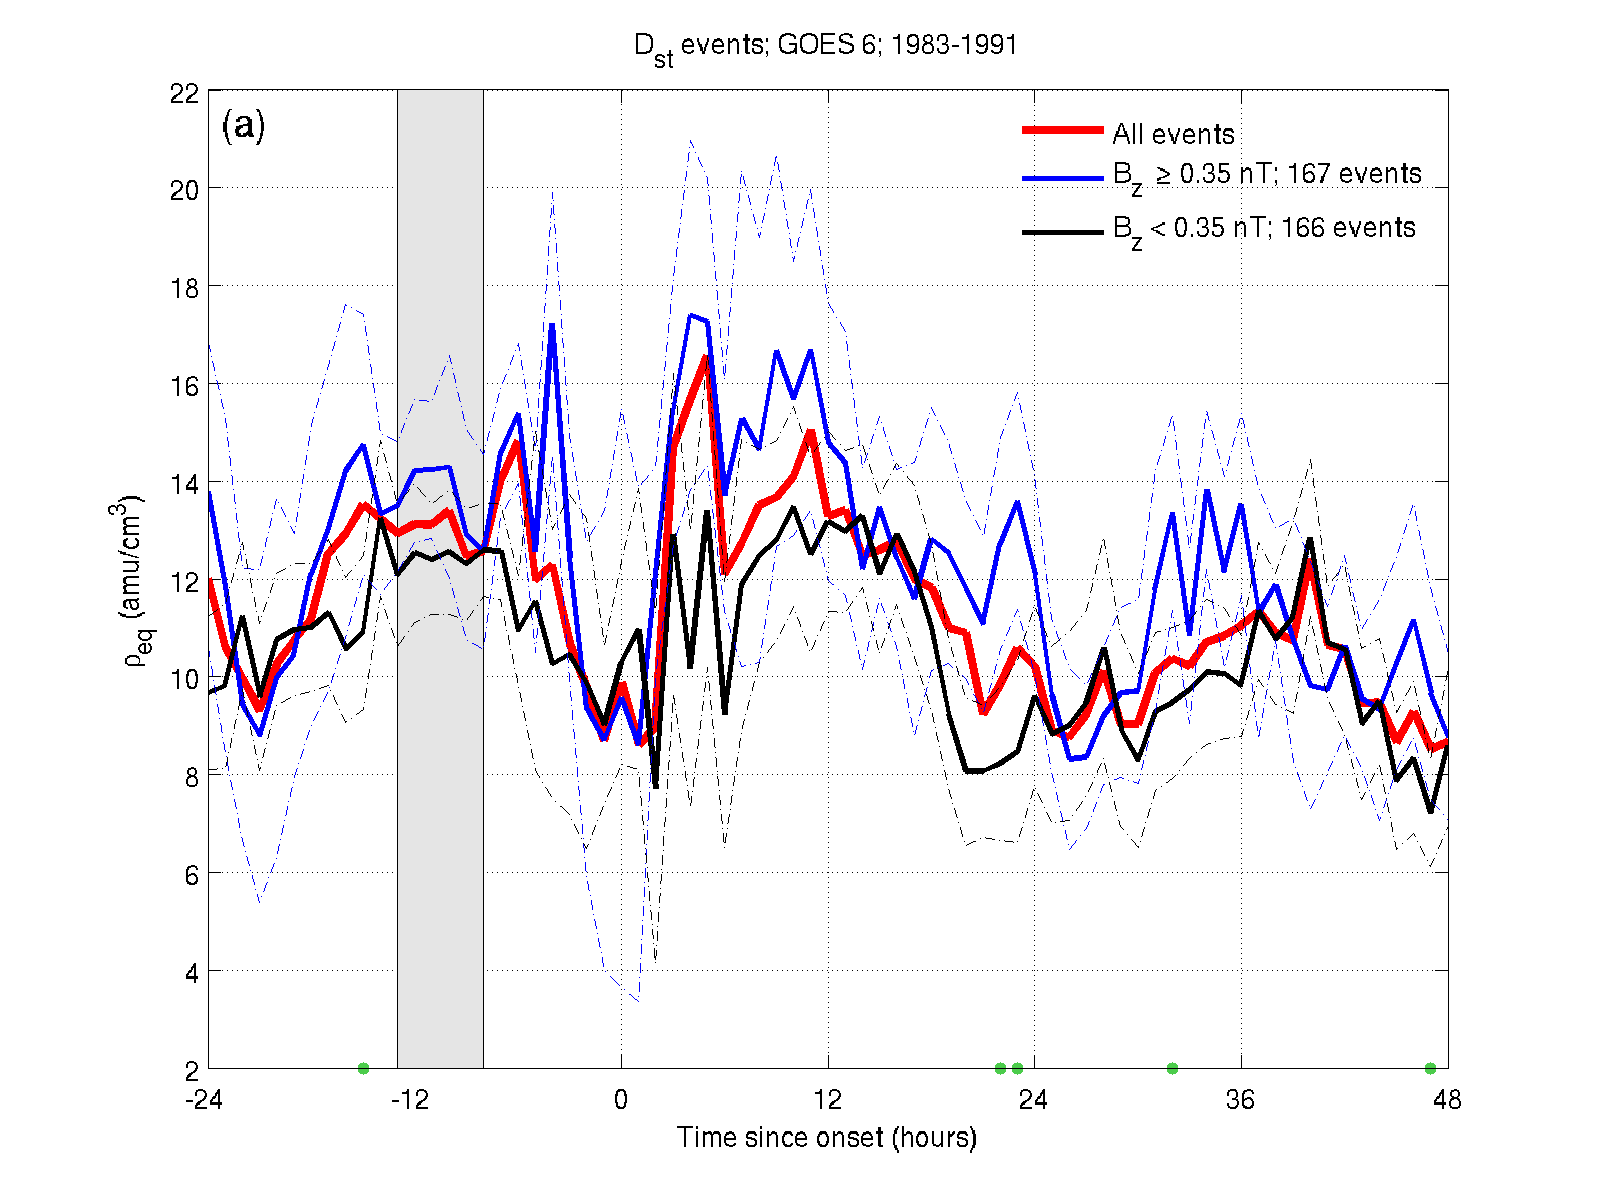 D_st events; GOES 6; 1983-1991
(a)
All events
B_z ≥ 0.35 nT; 167 events
B_z < 0.35 nT; 166 events
22
20
18
16
14
12
10
8
6
4
2
ρ_eq (amu/cm³)
-24 -12 0 12 24 36 48
Time since onset (hours)